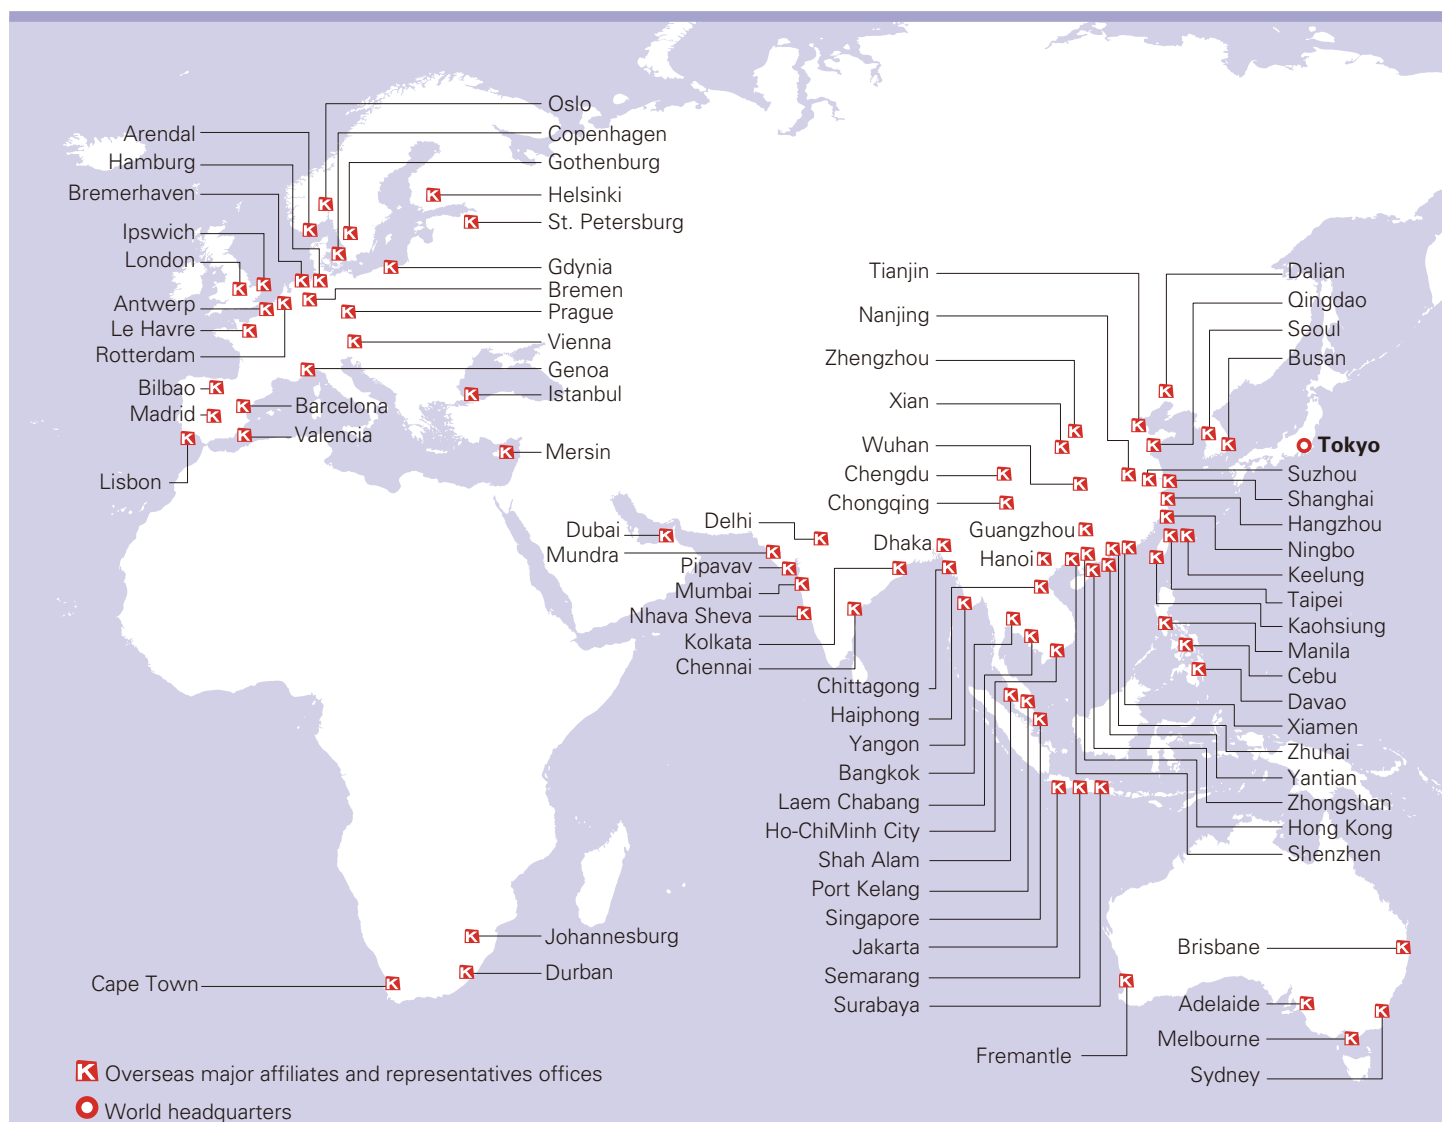 Oslo
Arendal
Copenhagen
Hamburg
Gothenburg
Bremerhaven
Helsinki
St. Petersburg
Ipswich
London
Gdynia
Bremen
Antwerp
Prague
Le Havre
Vienna
Rotterdam
Genoa
Bilbao
Istanbul
Madrid
Barcelona
Valencia
Mersin
Lisbon
Tianjin
Dalian
Nanjing
Qingdao
Seoul
Zhengzhou
Busan
Xian
Wuhan
Tokyo
Chengdu
Suzhou
Chongqing
Shanghai
Dubai
Delhi
Guangzhou
Hangzhou
Mundra
Dhaka
Hanoi
Ningbo
Pipavav
Keelung
Mumbai
Taipei
Nhava Sheva
Kaohsiung
Kolkata
Manila
Chennai
Cebu
Chittagong
Davao
Haiphong
Xiamen
Yangon
Zhuhai
Bangkok
Yantian
Laem Chabang
Zhongshan
Ho-ChiMinh City
Hong Kong
Shah Alam
Shenzhen
Port Kelang
Singapore
Johannesburg
Jakarta
Brisbane
Durban
Semarang
Cape Town
Surabaya
Adelaide
Fremantle
Melbourne
Sydney
K Overseas major affiliates and representatives offices
World headquarters